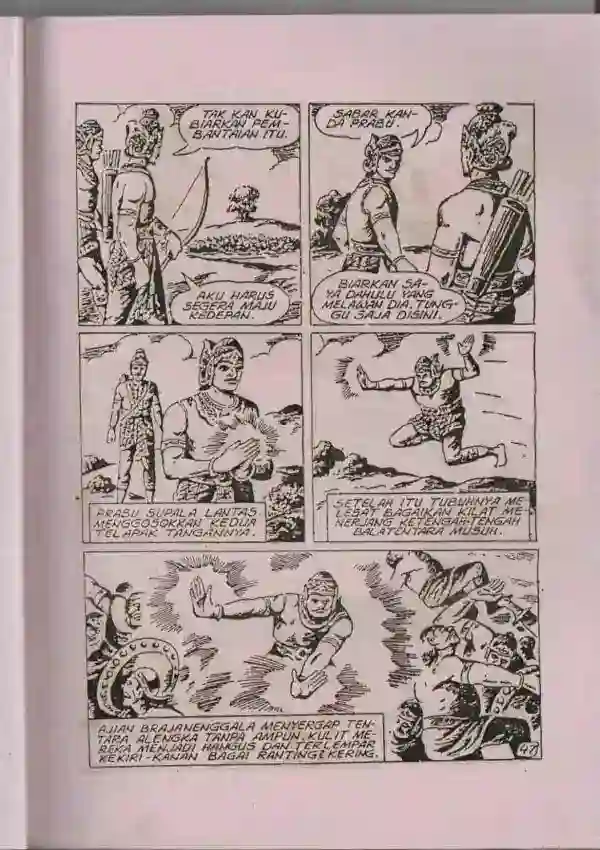 TAK KAN KU-
BIARKAN PEM-
BANTAIAN ITU.
AKU HARUS
SEGERA MAJU
KEDEPAN.
SABAR KAN-
DA PRABU.
BIARKAN SA-
YA DAHULU YANG
MELAWAN DIA. TUNG-
GU SAJA DISINI.
PRABU SUPALA LANTAS
MENGGOSOKKAN KEDUA
TELAPAK TANGANNYA.
SETELAH ITU TUBUHNYA ME
LESAT BAGAIKAN KILAT ME-
NERJANG KETENGAH-TENGAH
BALATENTARA MUSUH.
AJIAN BRAJANENGGALA MENYERGAP TEN-
TARA ALENGKA TANPA AMPUN. KULIT ME-
REKA MENJADI HANGUS DAN TERLEMPAR
KEKIRI-KANAN BAGAI RANTING2 KERING.
47